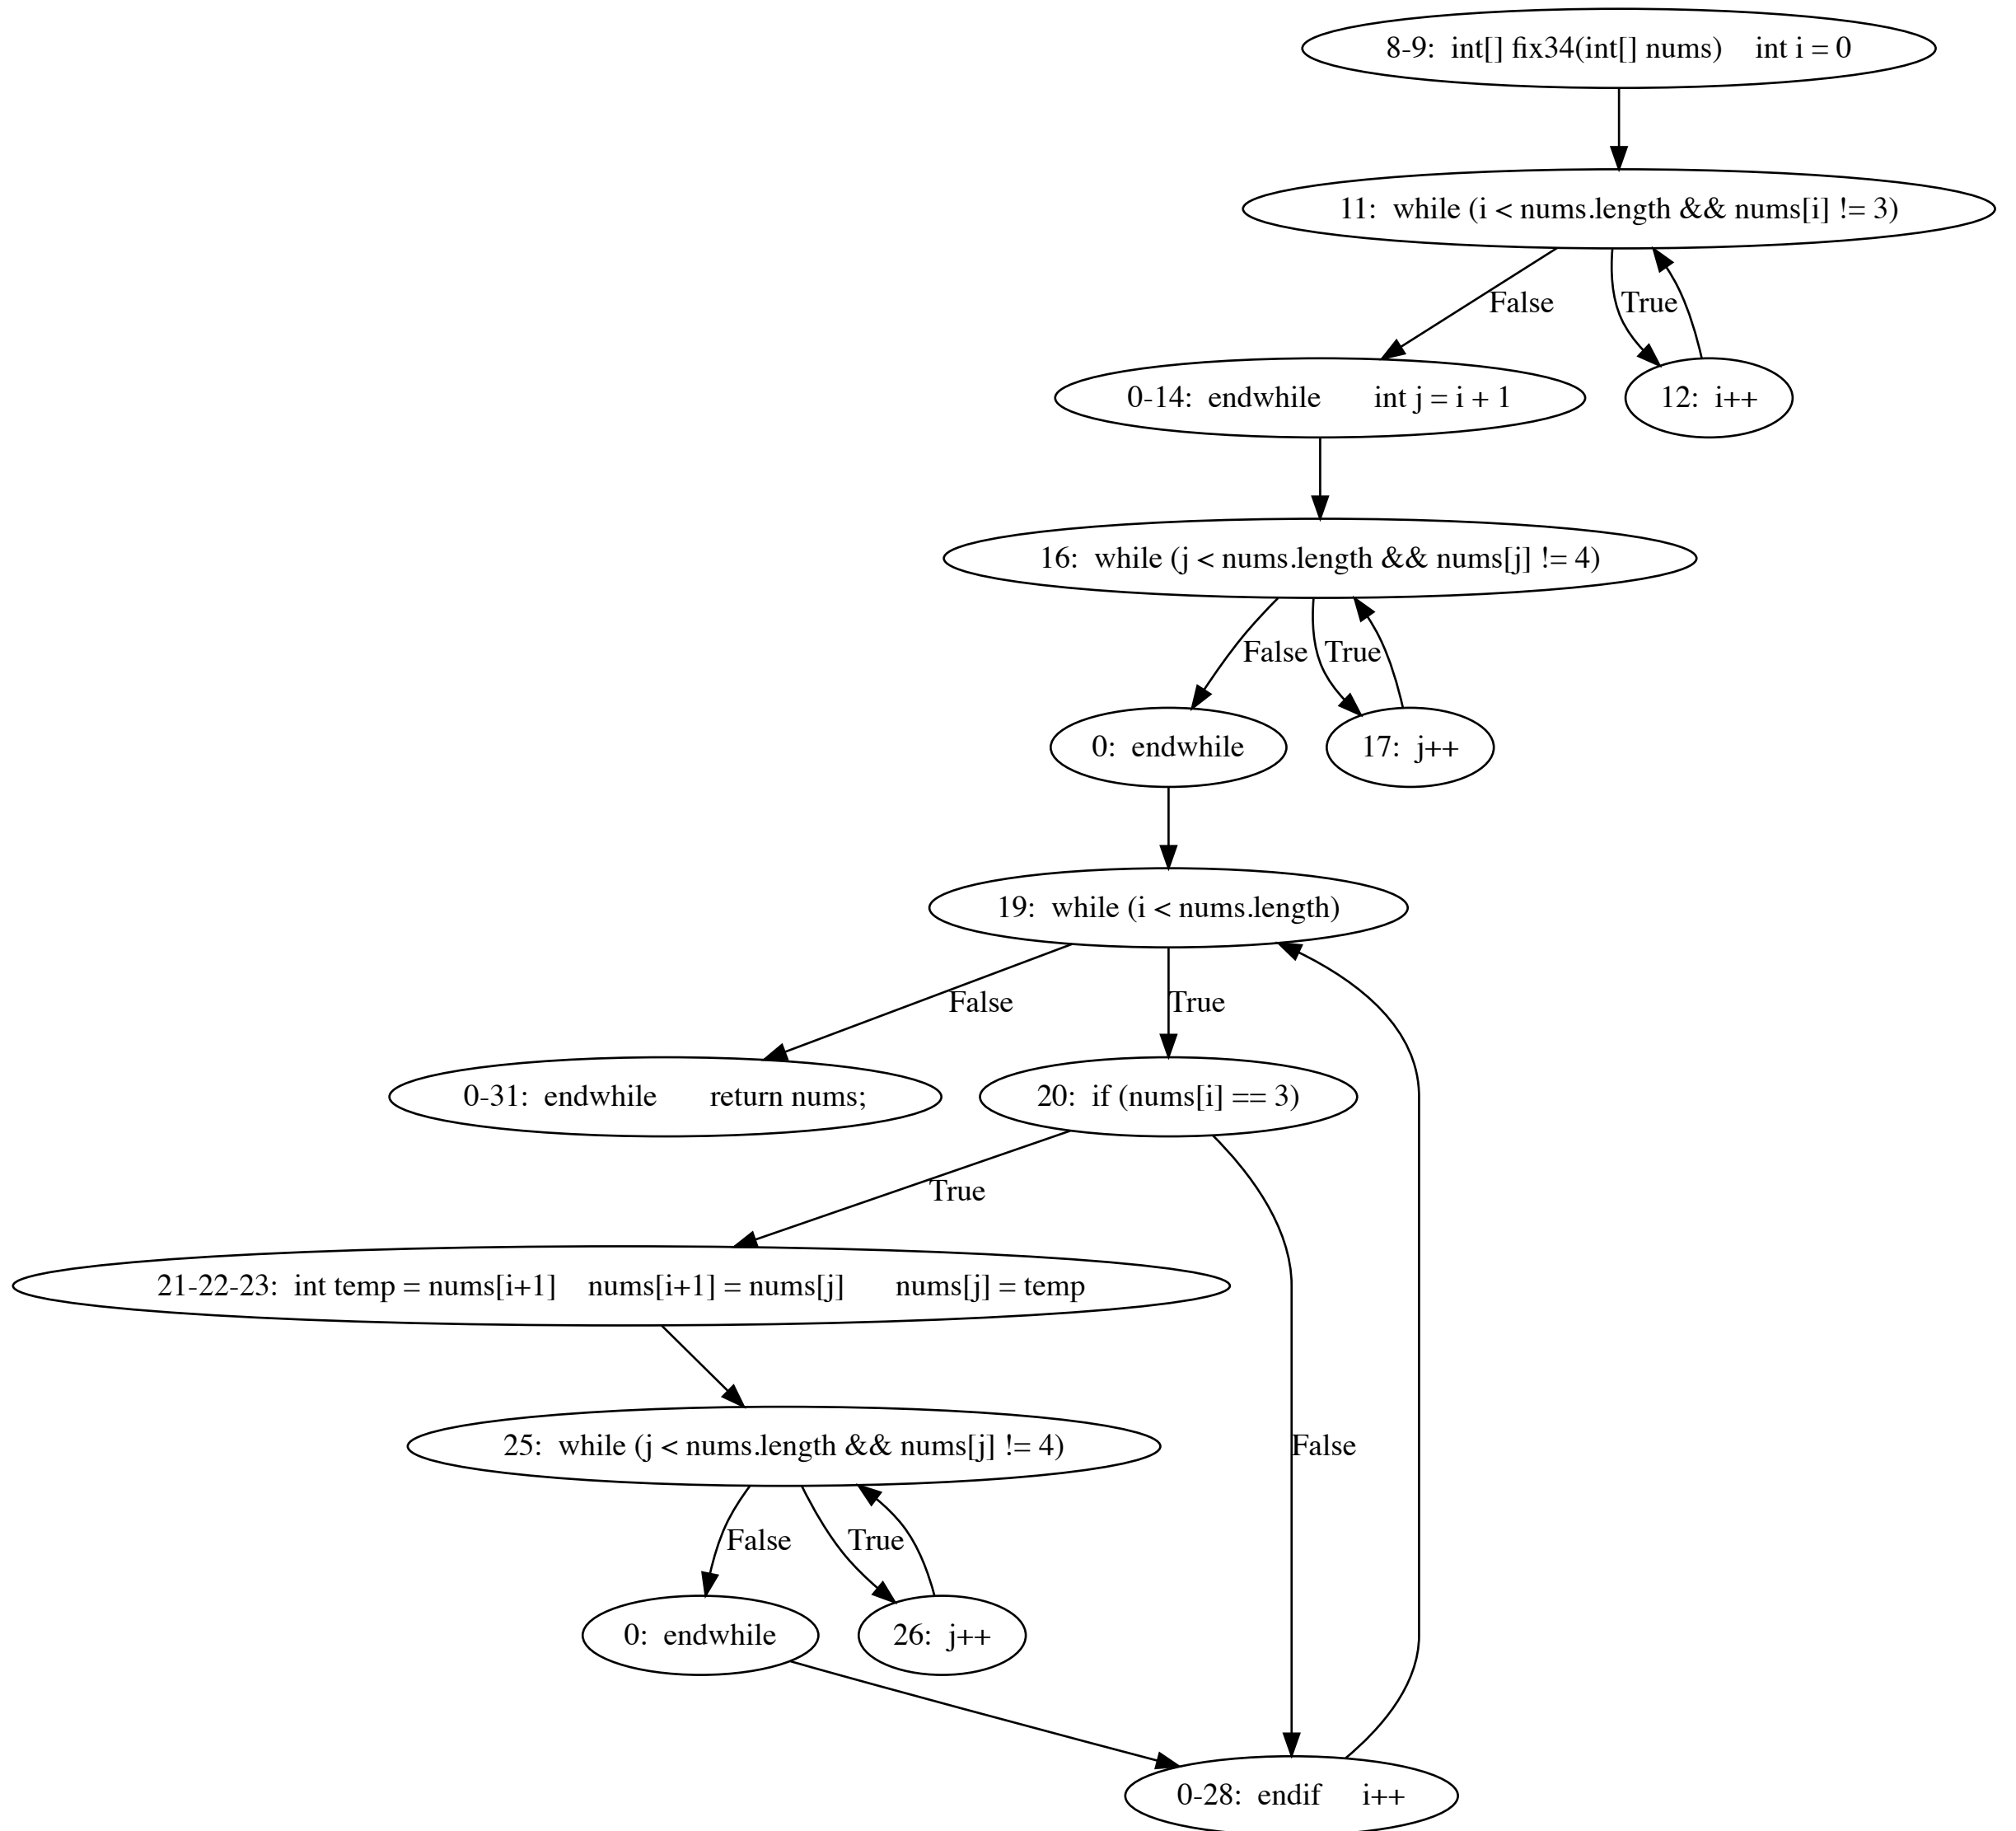 8-9:  int[] fix34(int[] nums)    int i = 0
11:  while (i < nums.length && nums[i] != 3)
False
True
0-14:  endwhile      int j = i + 1
12:  i++
16:  while (j < nums.length && nums[j] != 4)
False
True
0:  endwhile
17:  j++
19:  while (i < nums.length)
False
True
0-31:  endwhile      return nums;
20:  if (nums[i] == 3)
True
21-22-23:  int temp = nums[i+1]    nums[i+1] = nums[j]      nums[j] = temp
25:  while (j < nums.length && nums[j] != 4)
False
False
True
0:  endwhile
26:  j++
0-28:  endif     i++